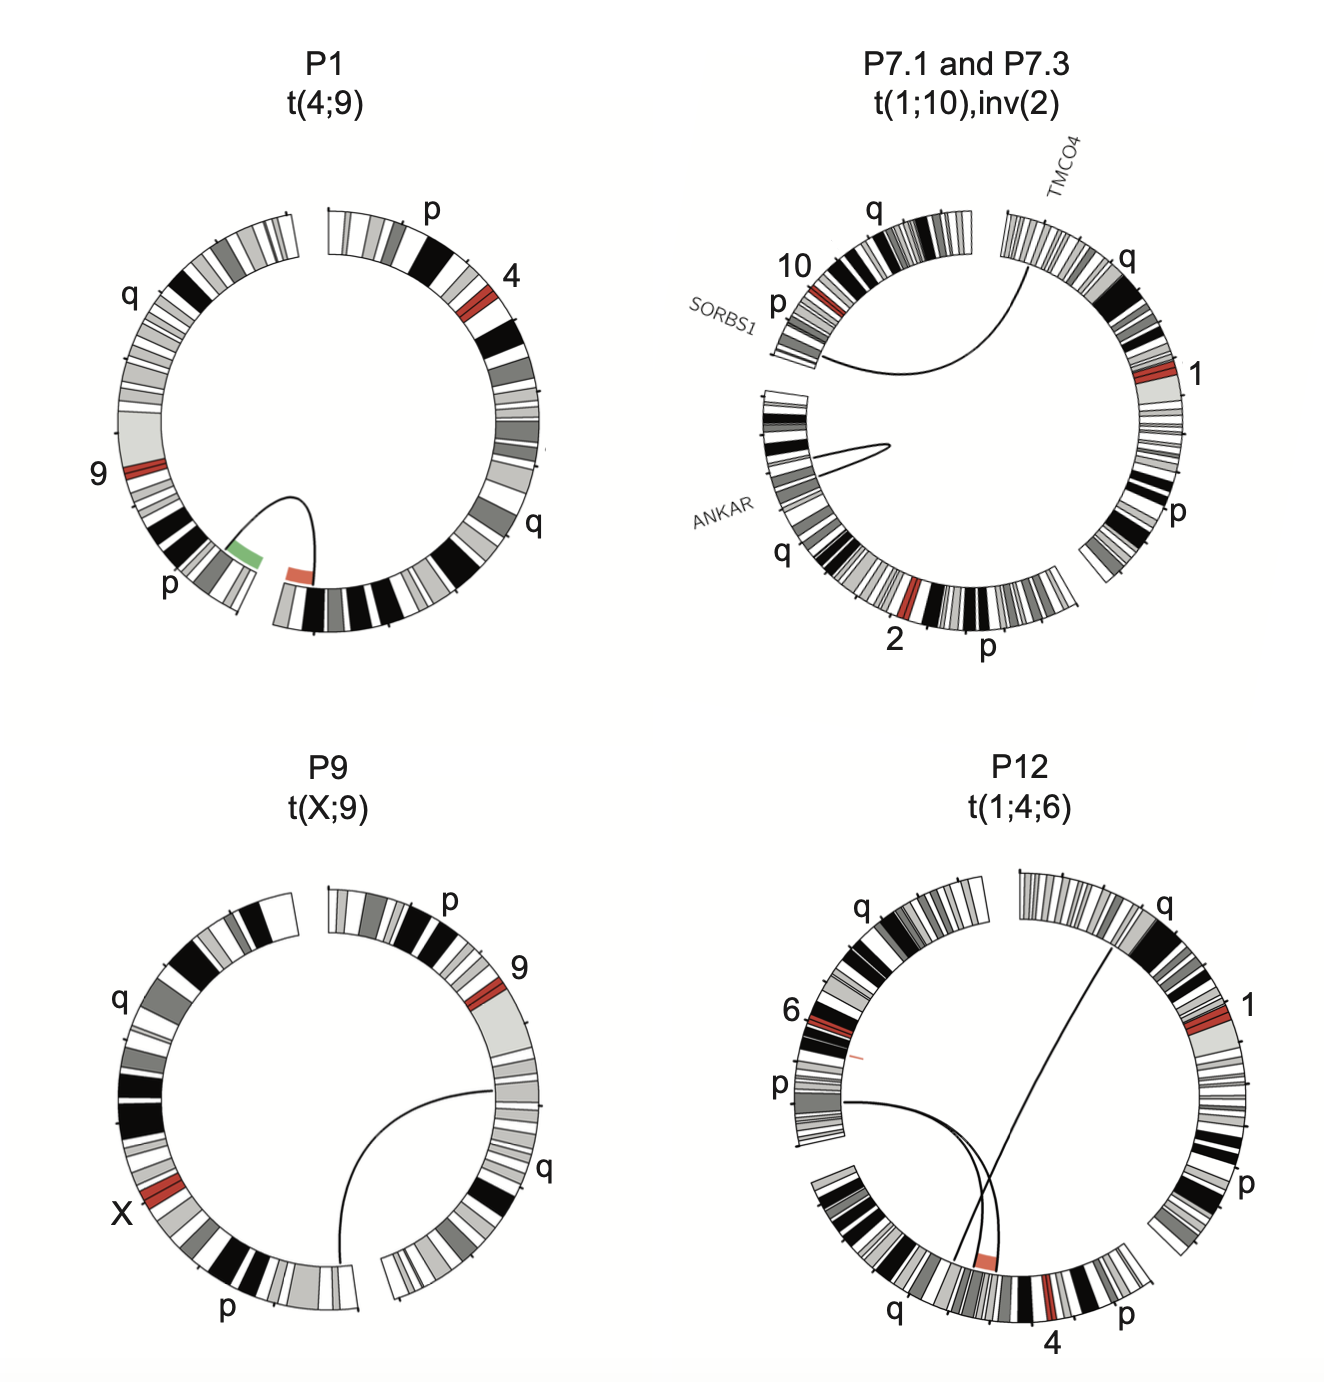 P1
t(4;9)
p
4
q
9
q
p
P7.1 and P7.3
t(1;10),inv(2)
TMCO4
q
1
p
10
q
p
SORBS1
ANKAR
q
2
p
P9
t(X;9)
p
9
q
q
X
p
P12
t(1;4;6)
q
1
p
q
6
p
q
4
p